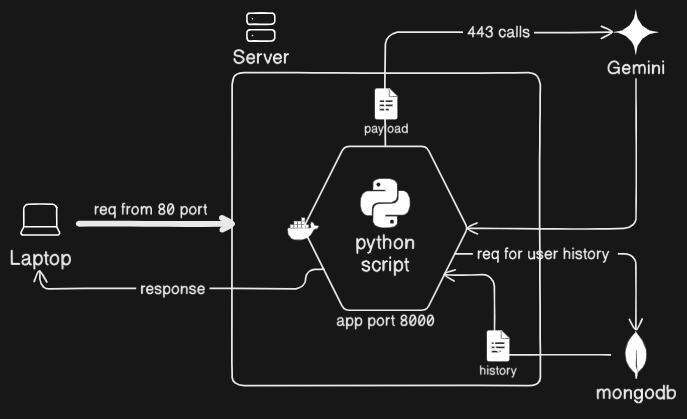 Server
443 calls
Gemini
payload
req from 80 port
Laptop
python
script
req for user history
response
app port 8000
history
mongodb